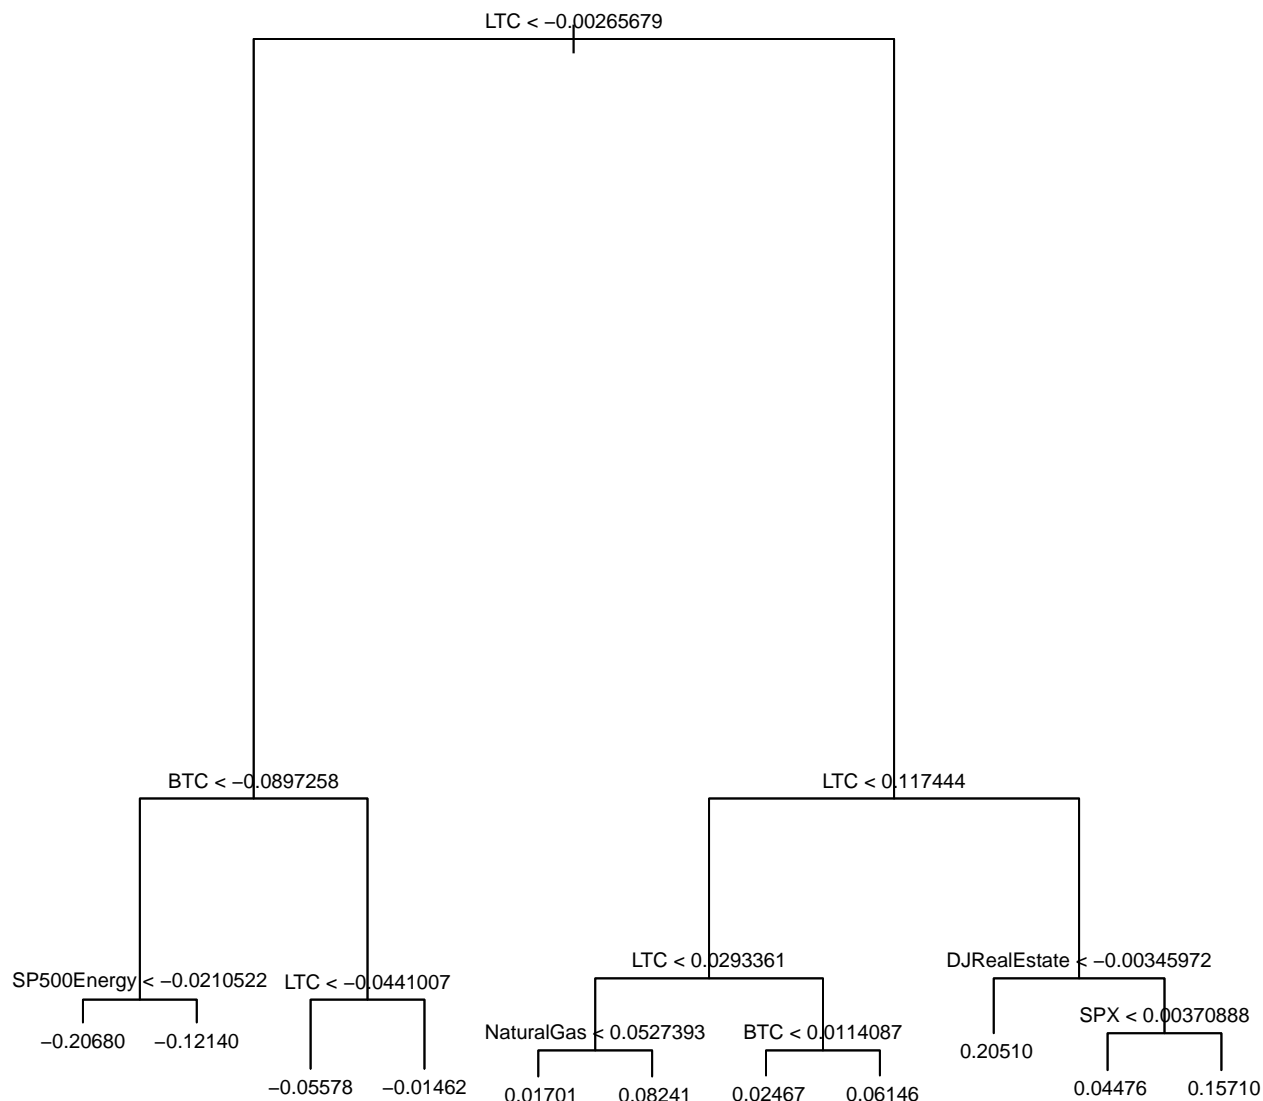 LTC < −0.00265679
BTC < −0.0897258
LTC < 0.117444
SP500Energy < −0.0210522
LTC < −0.0441007
LTC < 0.0293361
DJRealEstate < −0.00345972
NaturalGas < 0.0527393
BTC < 0.0114087
SPX < 0.00370888
−0.20680
−0.12140
−0.05578
−0.01462
0.01701
0.08241
0.02467
0.06146
0.20510
0.04476
0.15710